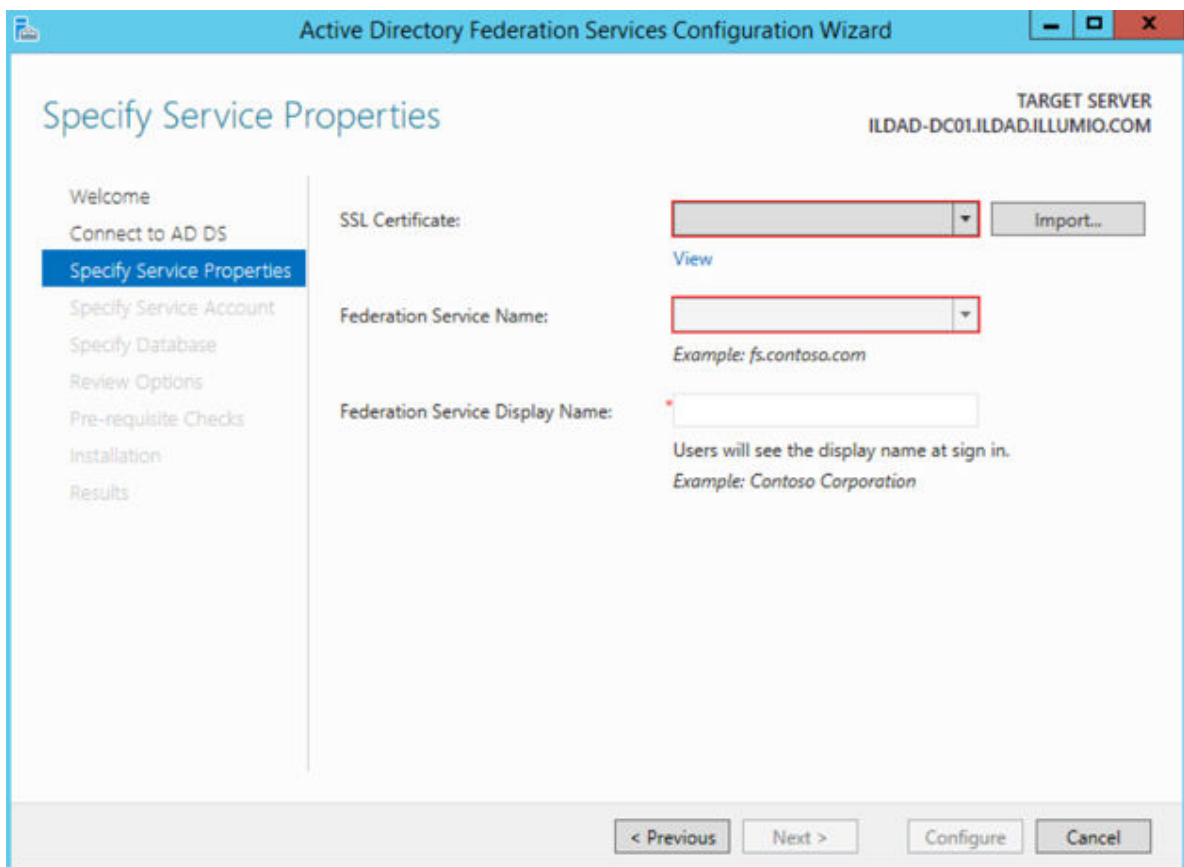 Active Directory Federation Services Configuration Wizard
Specify Service Properties
TARGET SERVER
ILDAD-DC01.ILDAD.ILLUMIO.COM
Welcome
Connect to AD DS
Specify Service Properties
Specify Service Account
Specify Database
Review Options
Pre-requisite Checks
Installation
Results
SSL Certificate:
Import...
View
Federation Service Name:
Example: fs.contoso.com
Federation Service Display Name:
*
Users will see the display name at sign in.
Example: Contoso Corporation
< Previous
Next >
Configure
Cancel